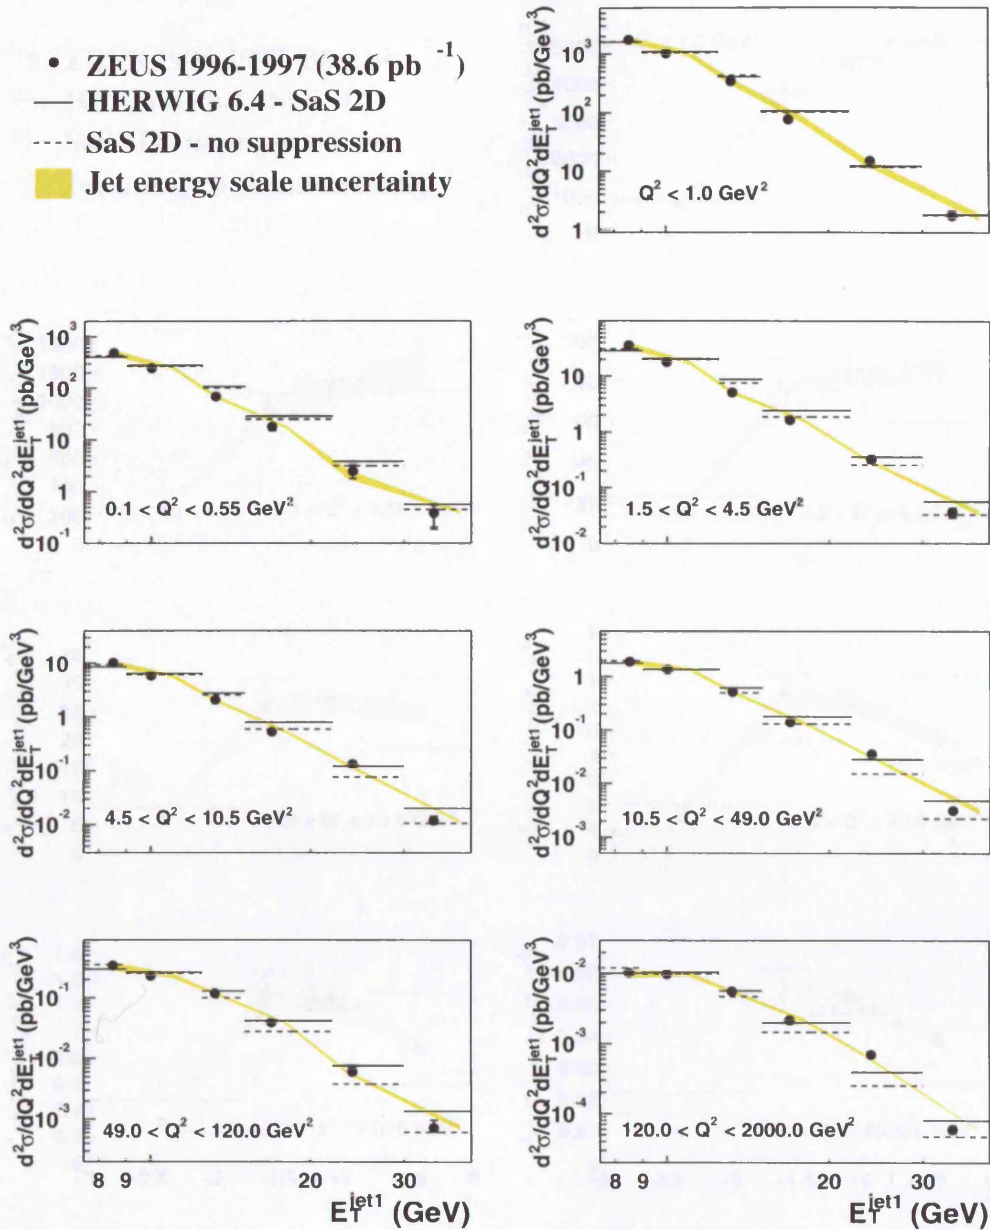 ZEUS 1996-1997 (38.6 pb⁻¹)
HERWIG 6.4 - SaS 2D
SaS 2D - no suppression
Jet energy scale uncertainty
d²σ/dQ²dE_T^jet1 (pb/GeV³)
10³
10²
10
1
Q² < 1.0 GeV²
d²σ/dQ²dE_T^jet1 (pb/GeV³)
10³
10²
10
1
10⁻¹
0.1 < Q² < 0.55 GeV²
d²σ/dQ²dE_T^jet1 (pb/GeV³)
10
1
10⁻¹
10⁻²
1.5 < Q² < 4.5 GeV²
d²σ/dQ²dE_T^jet1 (pb/GeV³)
10
1
10⁻¹
10⁻²
4.5 < Q² < 10.5 GeV²
d²σ/dQ²dE_T^jet1 (pb/GeV³)
1
10⁻¹
10⁻²
10⁻³
10.5 < Q² < 49.0 GeV²
d²σ/dQ²dE_T^jet1 (pb/GeV³)
10⁻¹
10⁻²
10⁻³
49.0 < Q² < 120.0 GeV²
8 9 20 30
E_T^jet1 (GeV)
d²σ/dQ²dE_T^jet1 (pb/GeV³)
10⁻²
10⁻³
10⁻⁴
120.0 < Q² < 2000.0 GeV²
8 9 20 30
E_T^jet1 (GeV)